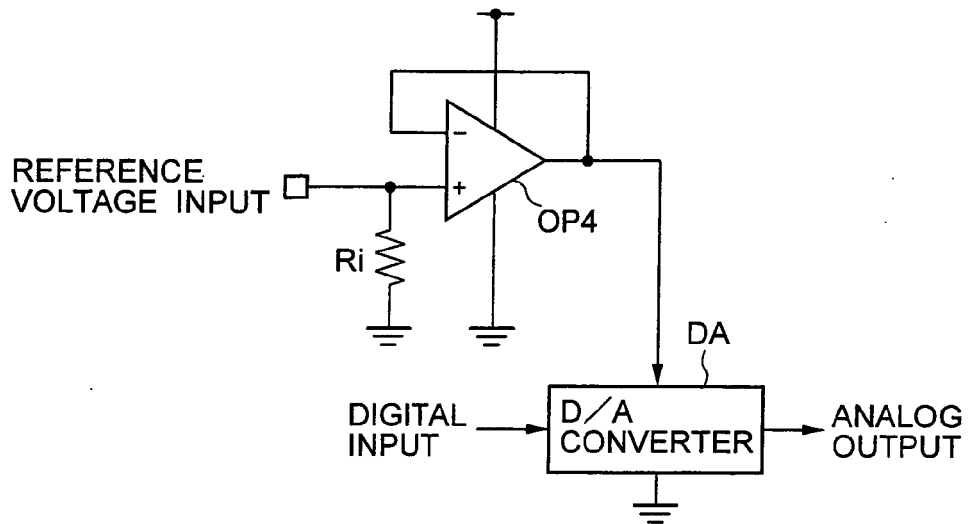 REFERENCE
VOLTAGE INPUT
−
+
OP4
Ri
DA
DIGITAL
INPUT
D/A
CONVERTER
ANALOG
OUTPUT